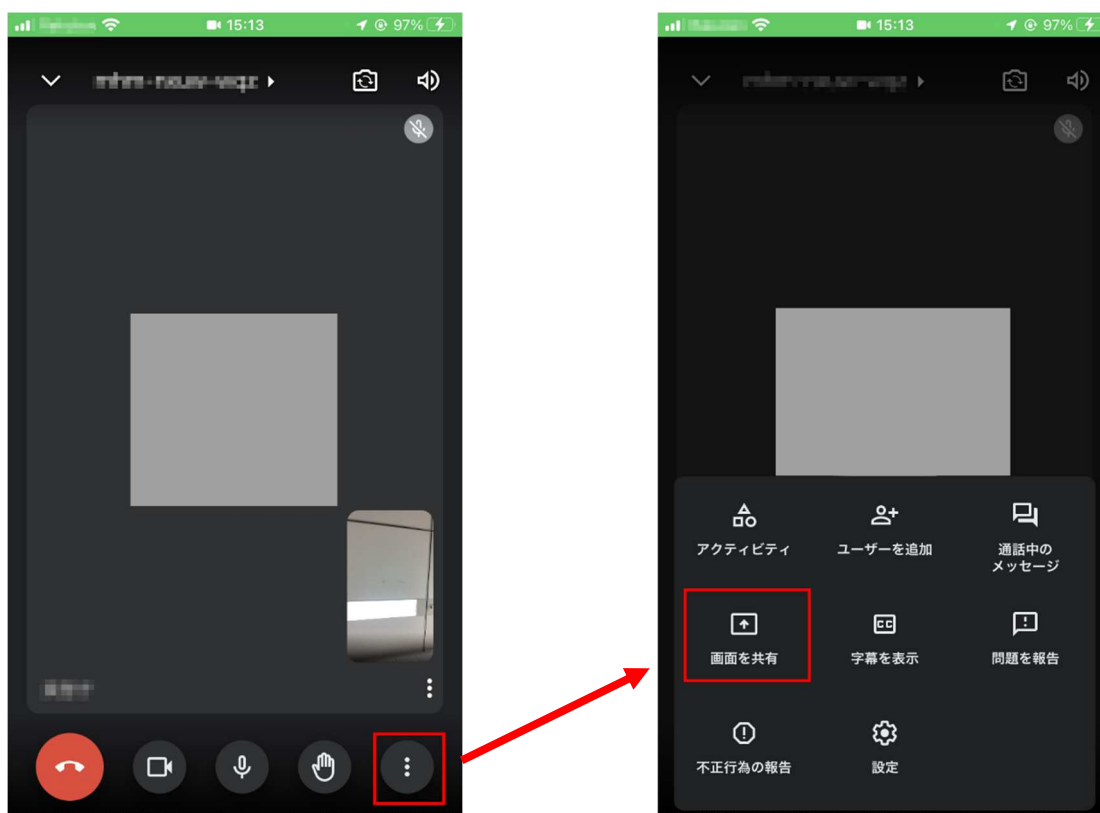 15:13
97%
15:13
97%
アクティビティ
ユーザーを追加
通話中の
メッセージ
画面を共有
CC
字幕を表示
問題を報告
不正行為の報告
設定